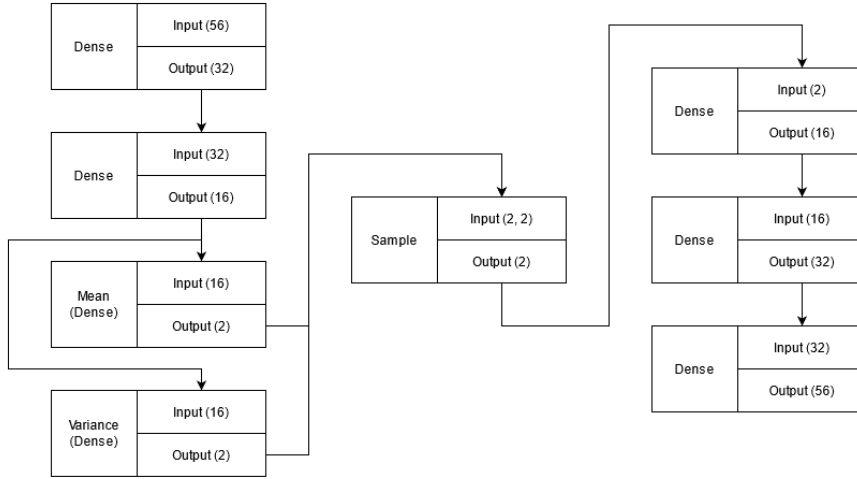 Dense
Input (56)
Output (32)
Dense
Input (32)
Output (16)
Mean
(Dense)
Input (16)
Output (2)
Variance
(Dense)
Input (16)
Output (2)
Sample
Input (2, 2)
Output (2)
Dense
Input (2)
Output (16)
Dense
Input (16)
Output (32)
Dense
Input (32)
Output (56)